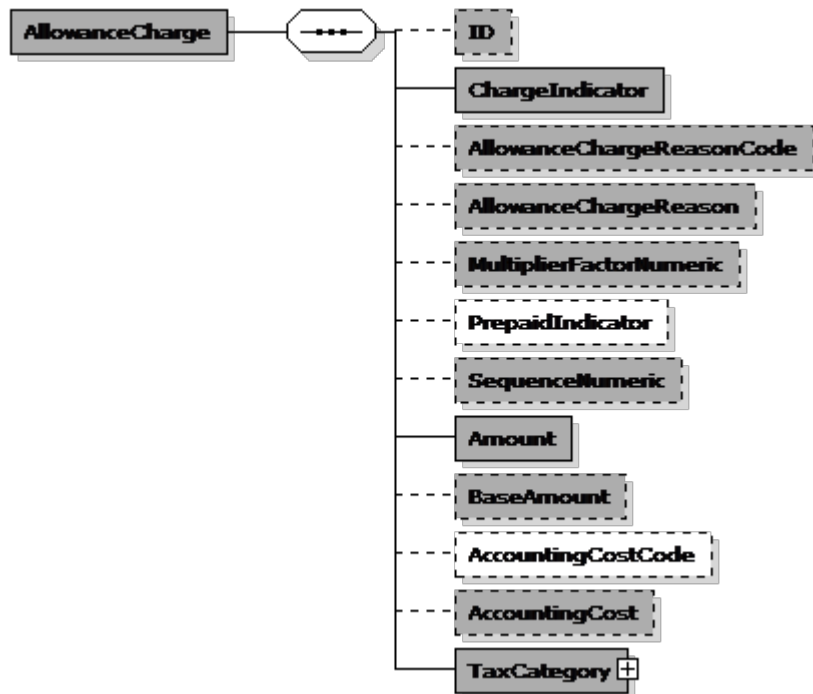 AllowanceCharge
ID
ChargeIndicator
AllowanceChargeReasonCode
AllowanceChargeReason
MultiplierFactorNumeric
PrepaidIndicator
SequenceNumeric
Amount
BaseAmount
AccountingCostCode
AccountingCost
TaxCategory